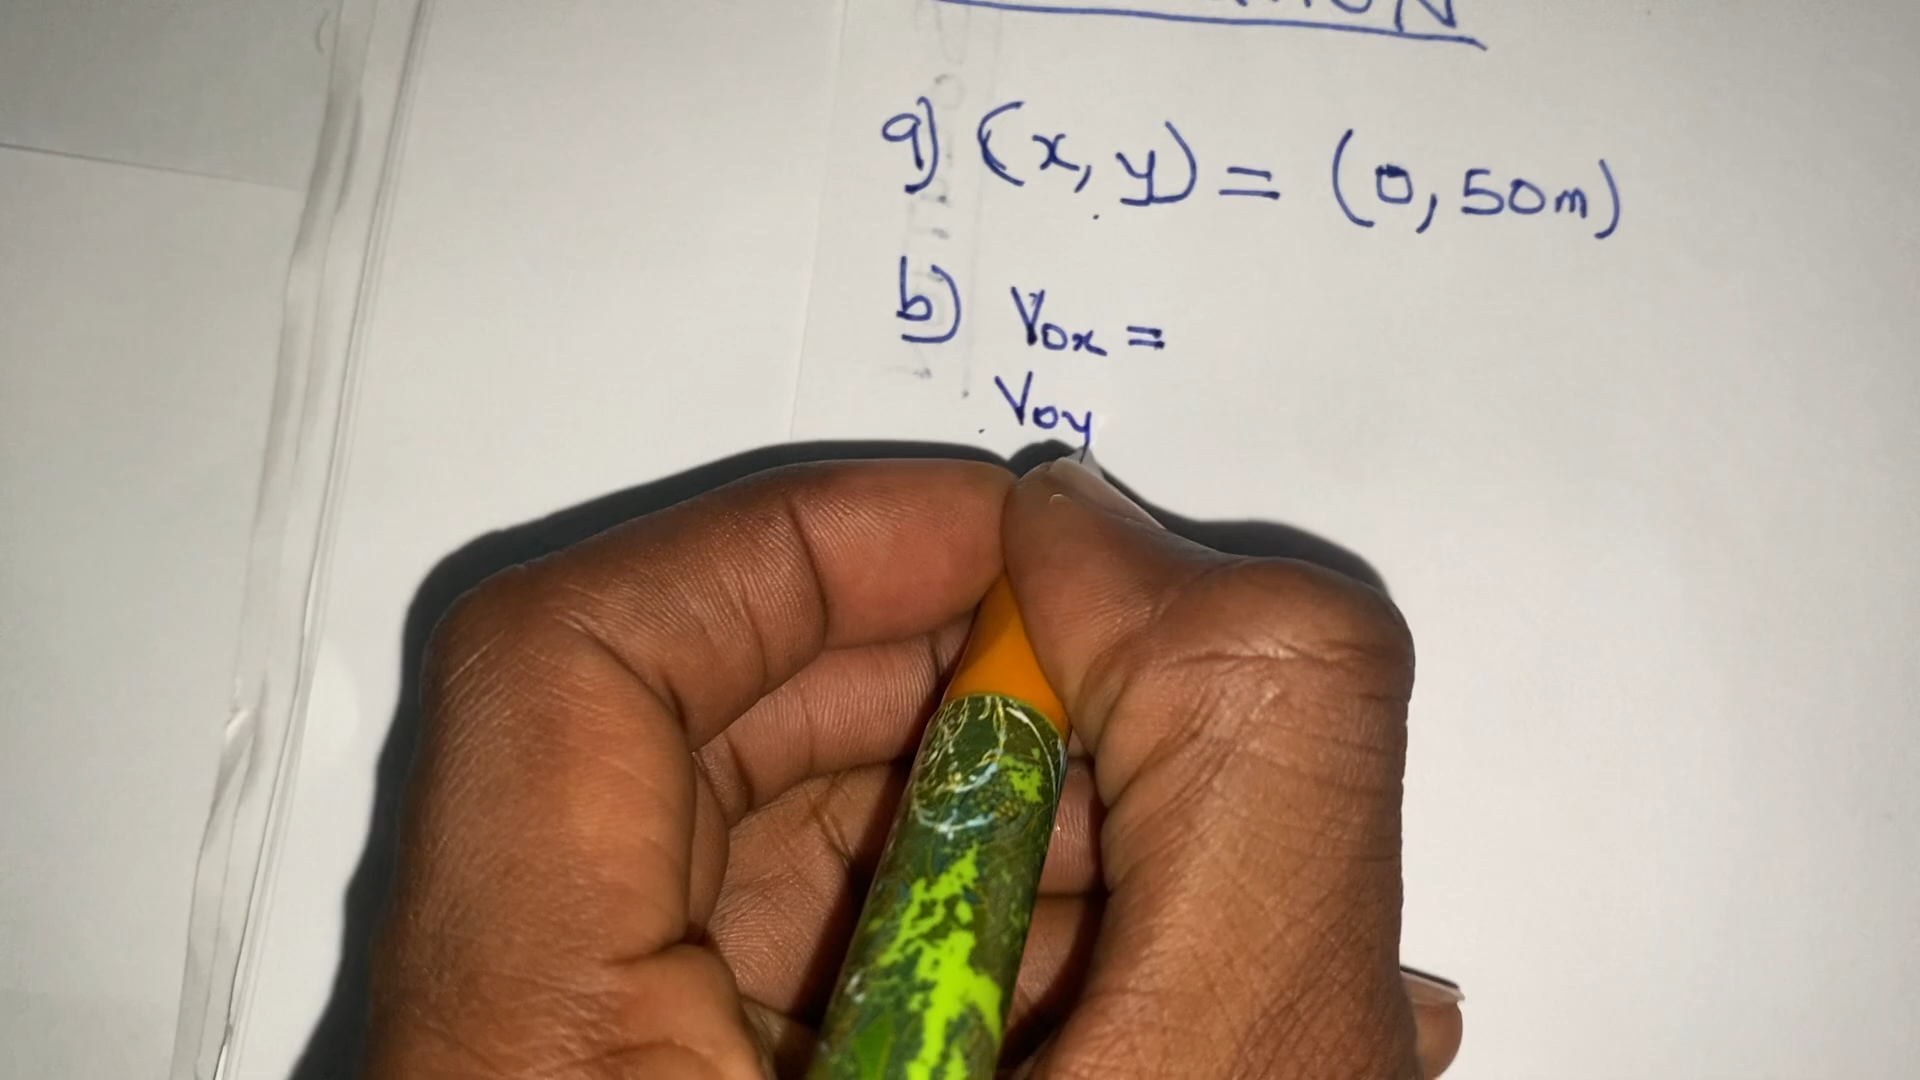 a) (x, y) = (0, 50m)
b) Vox =
Voy